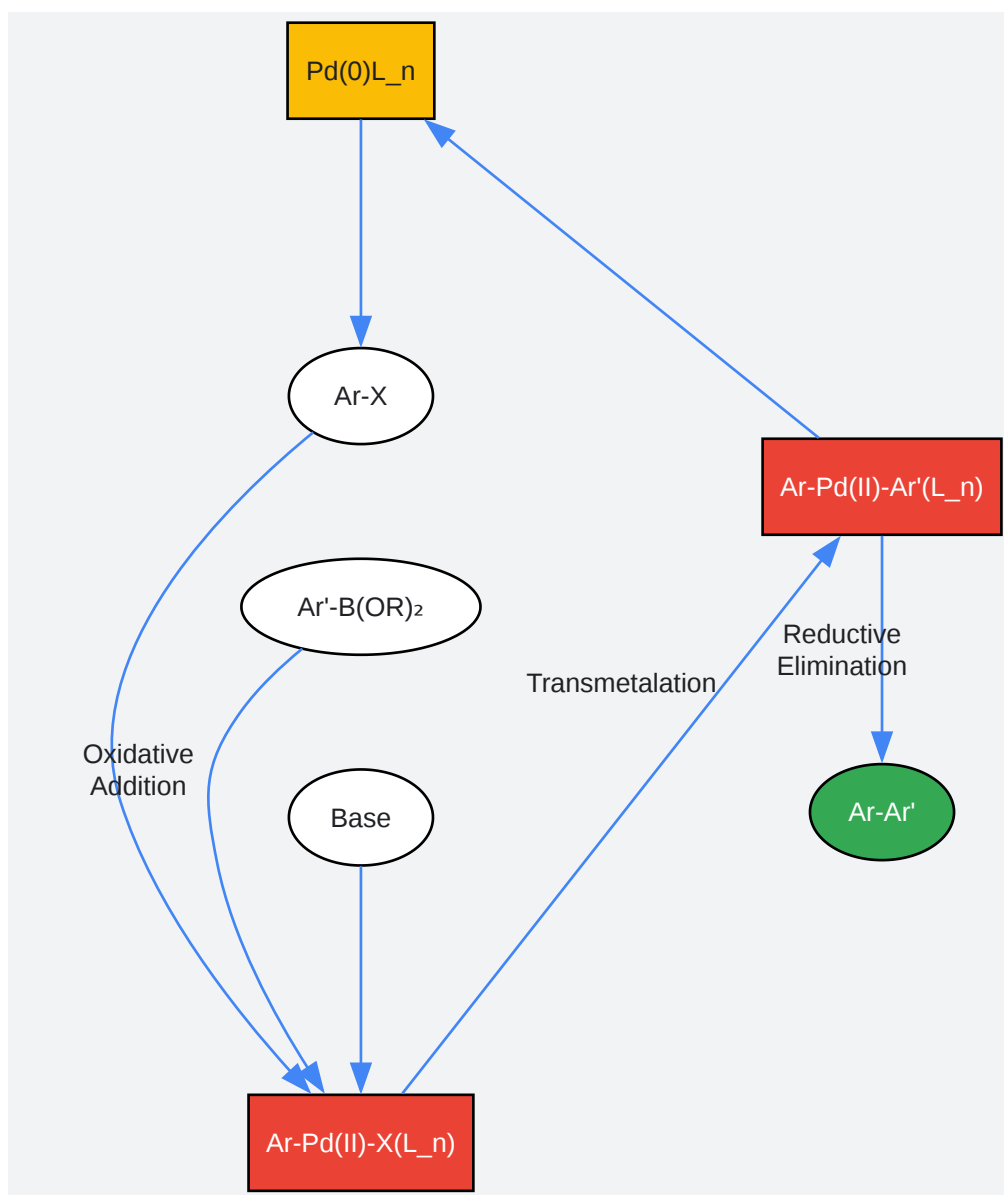 Pd(0)L_n
Ar-X
Ar-Pd(II)-Ar'(L_n)
Ar'-B(OR)₂
Reductive
Elimination
Transmetalation
Oxidative
Addition
Base
Ar-Ar'
Ar-Pd(II)-X(L_n)